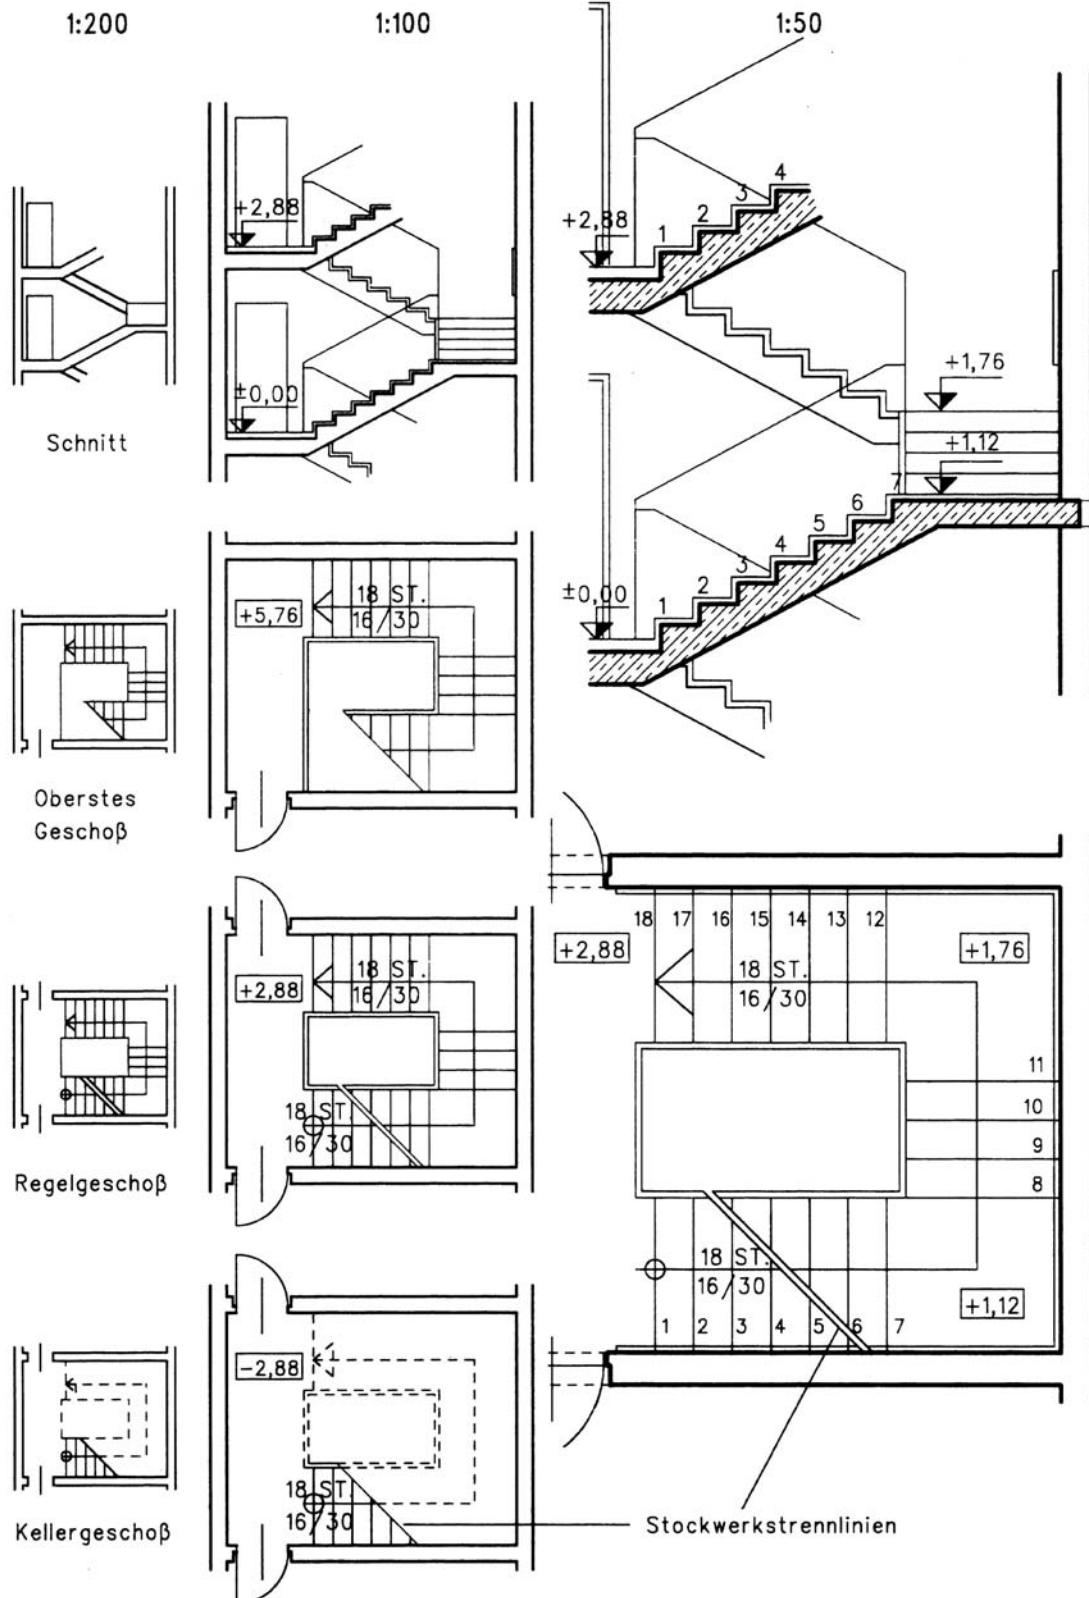 1:200
1:100
1:50
+2,88
±0,00
Schnitt
4
3
2
1
+2,88
+1,76
+1,12
7
6
5
4
3
2
1
±0,00
+5,76
18 ST.
16/30
Oberstes
Geschoß
+2,88
18 ST.
16/30
18 ST.
16/30
Regelgeschoß
-2,88
18 ST.
16/30
Kellergeschoß
18 17 16 15 14 13 12
+2,88
+1,76
18 ST.
16/30
11
10
9
8
18 ST.
16/30
+1,12
1 2 3 4 5 6 7
Stockwerkstrennlinien